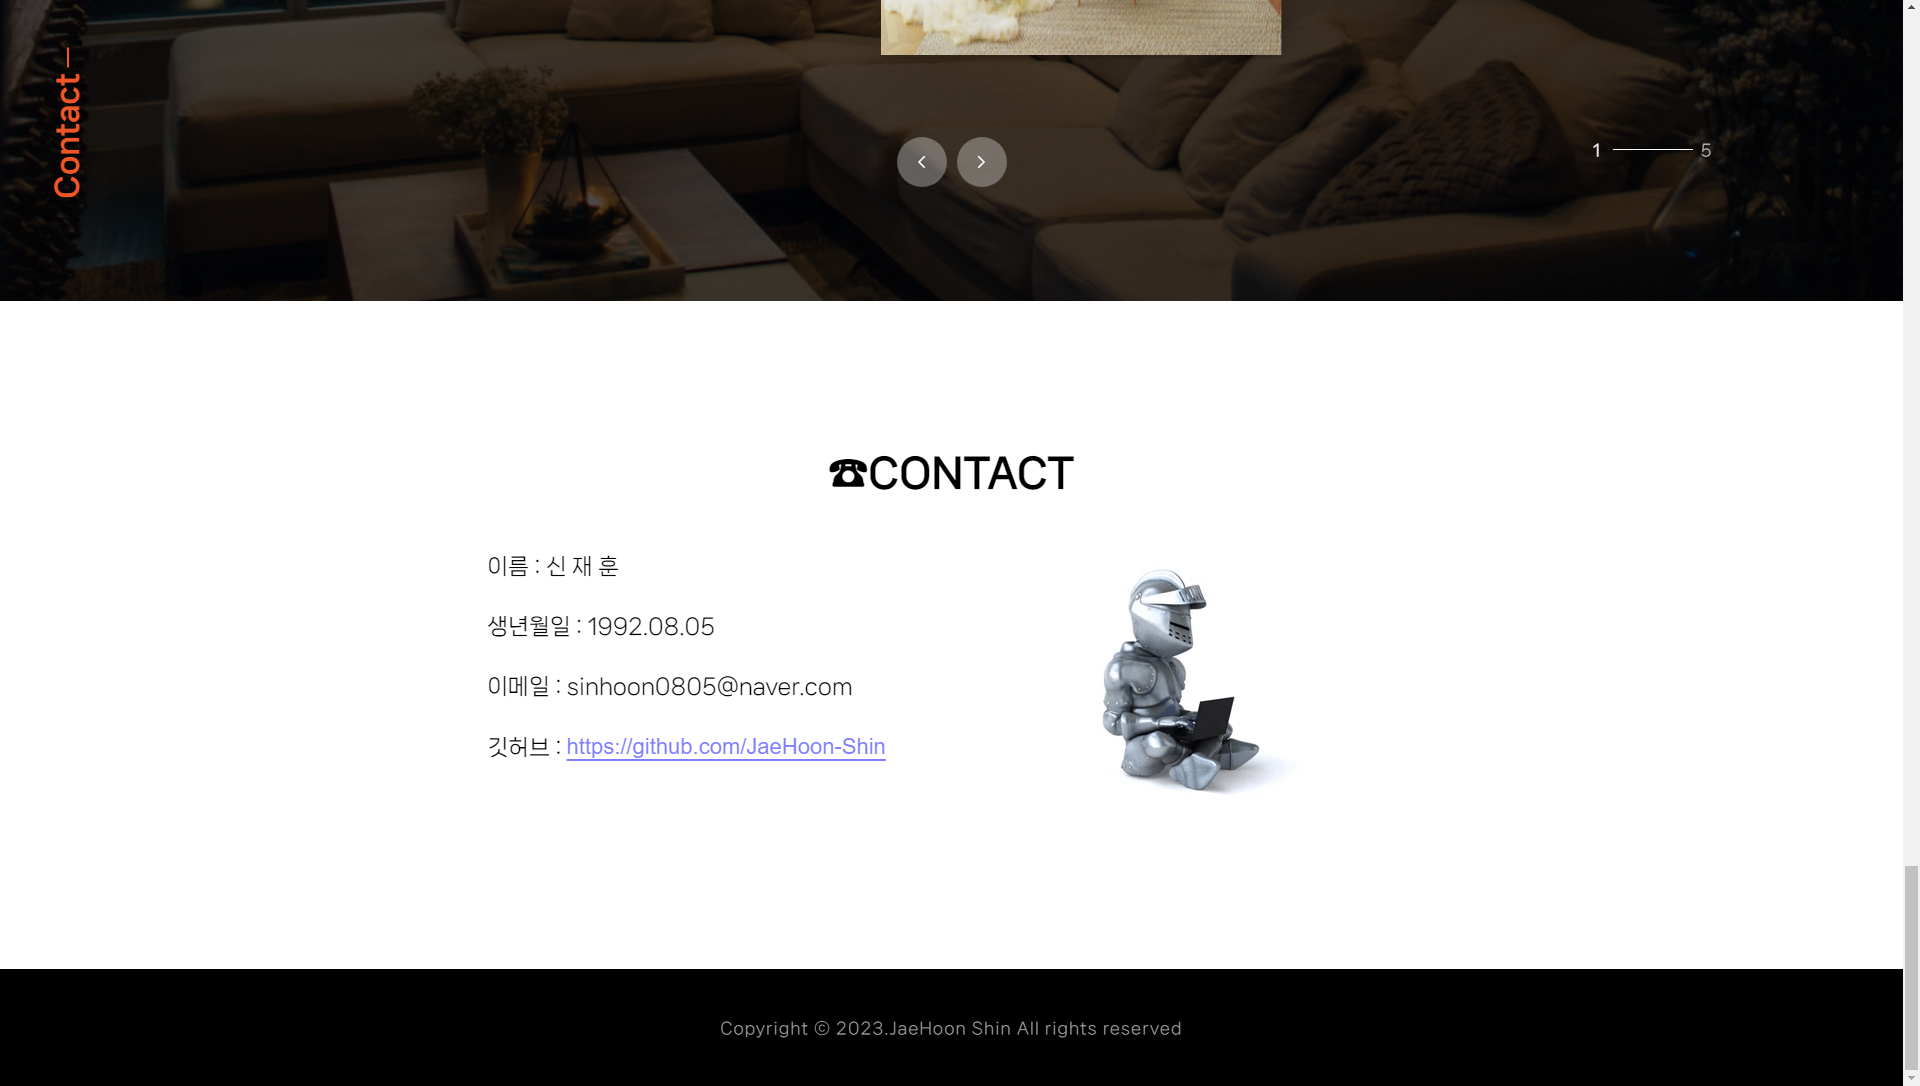 Contact —
1
5
☎CONTACT
이름 : 신 재 훈
생년월일 : 1992.08.05
이메일 : sinhoon0805@naver.com
깃허브 : https://github.com/JaeHoon-Shin
Copyright © 2023.JaeHoon Shin All rights reserved